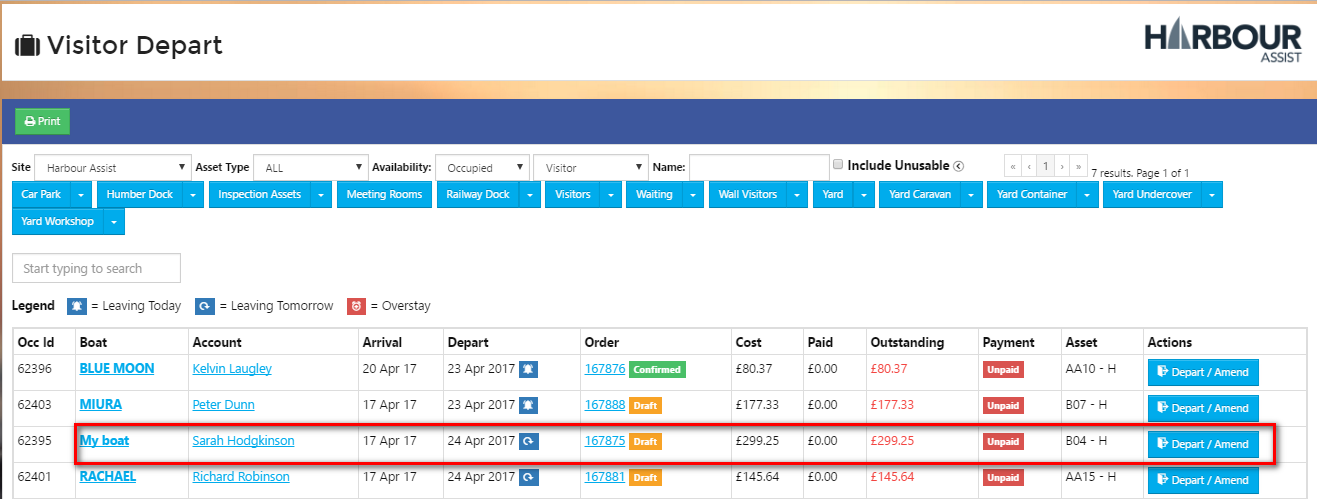 Visitor Depart
HARBOUR
ASSIST
Print
Site Harbour Assist Asset Type ALL Availability: Occupied Visitor Name: Include Unusable « ‹ 1 › » 7 results. Page 1 of 1
Car Park Humber Dock Inspection Assets Meeting Rooms Railway Dock Visitors Waiting Wall Visitors Yard Yard Caravan Yard Container Yard Undercover
Yard Workshop
Start typing to search
Legend = Leaving Today = Leaving Tomorrow = Overstay
Occ Id Boat Account Arrival Depart Order Cost Paid Outstanding Payment Asset Actions
62396 BLUE MOON Kelvin Laugley 20 Apr 17 23 Apr 2017 167876 Confirmed £80.37 £0.00 £80.37 Unpaid AA10 - H Depart / Amend
62403 MIURA Peter Dunn 17 Apr 17 23 Apr 2017 167888 Draft £177.33 £0.00 £177.33 Unpaid B07 - H Depart / Amend
62395 My boat Sarah Hodgkinson 17 Apr 17 24 Apr 2017 167875 Draft £299.25 £0.00 £299.25 Unpaid B04 - H Depart / Amend
62401 RACHAEL Richard Robinson 17 Apr 17 24 Apr 2017 167881 Draft £145.64 £0.00 £145.64 Unpaid AA15 - H Depart / Amend